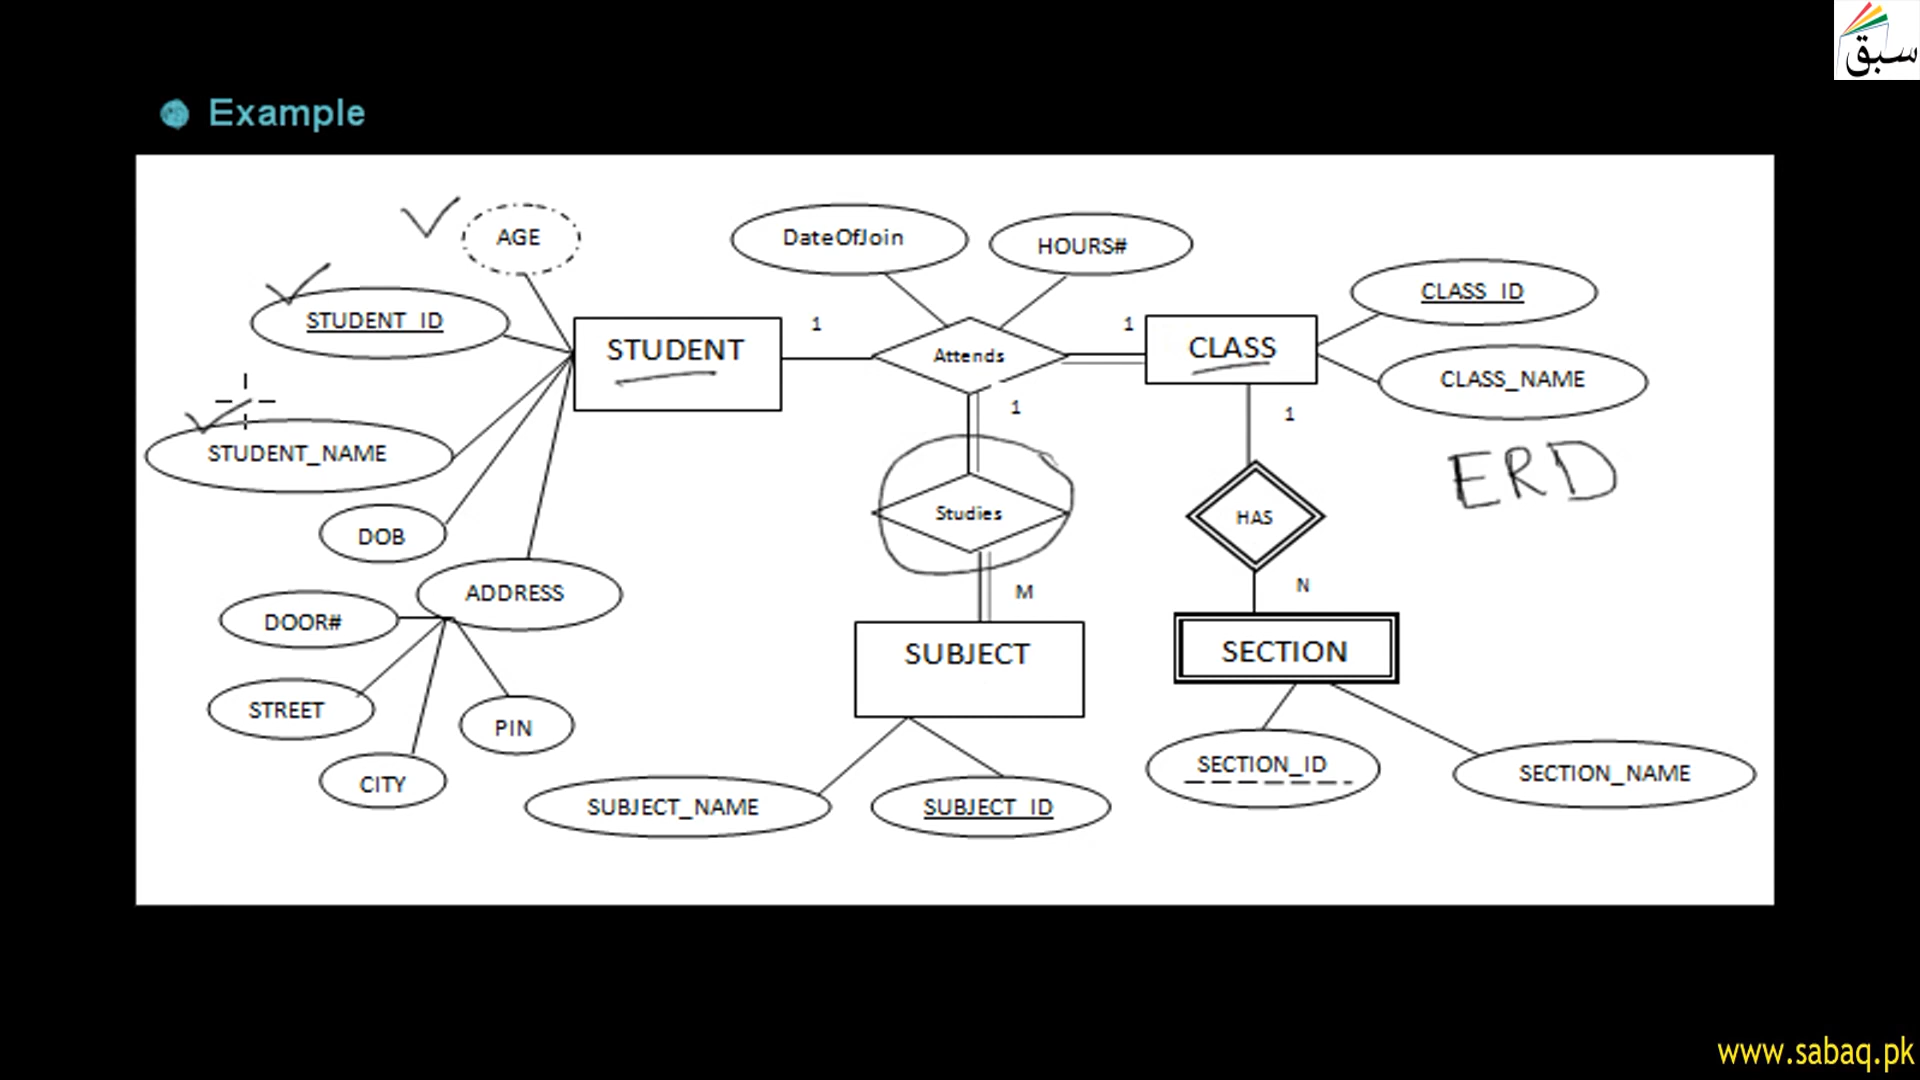 سبق
Example
AGE
DateOfJoin
HOURS#
STUDENT_ID
STUDENT
1
Attends
1
CLASS
CLASS_ID
CLASS_NAME
1
1
STUDENT_NAME
ERD
DOB
Studies
HAS
ADDRESS
M
N
DOOR#
SUBJECT
SECTION
STREET
PIN
CITY
SECTION_ID
SECTION_NAME
SUBJECT_NAME
SUBJECT_ID
www.sabaq.pk